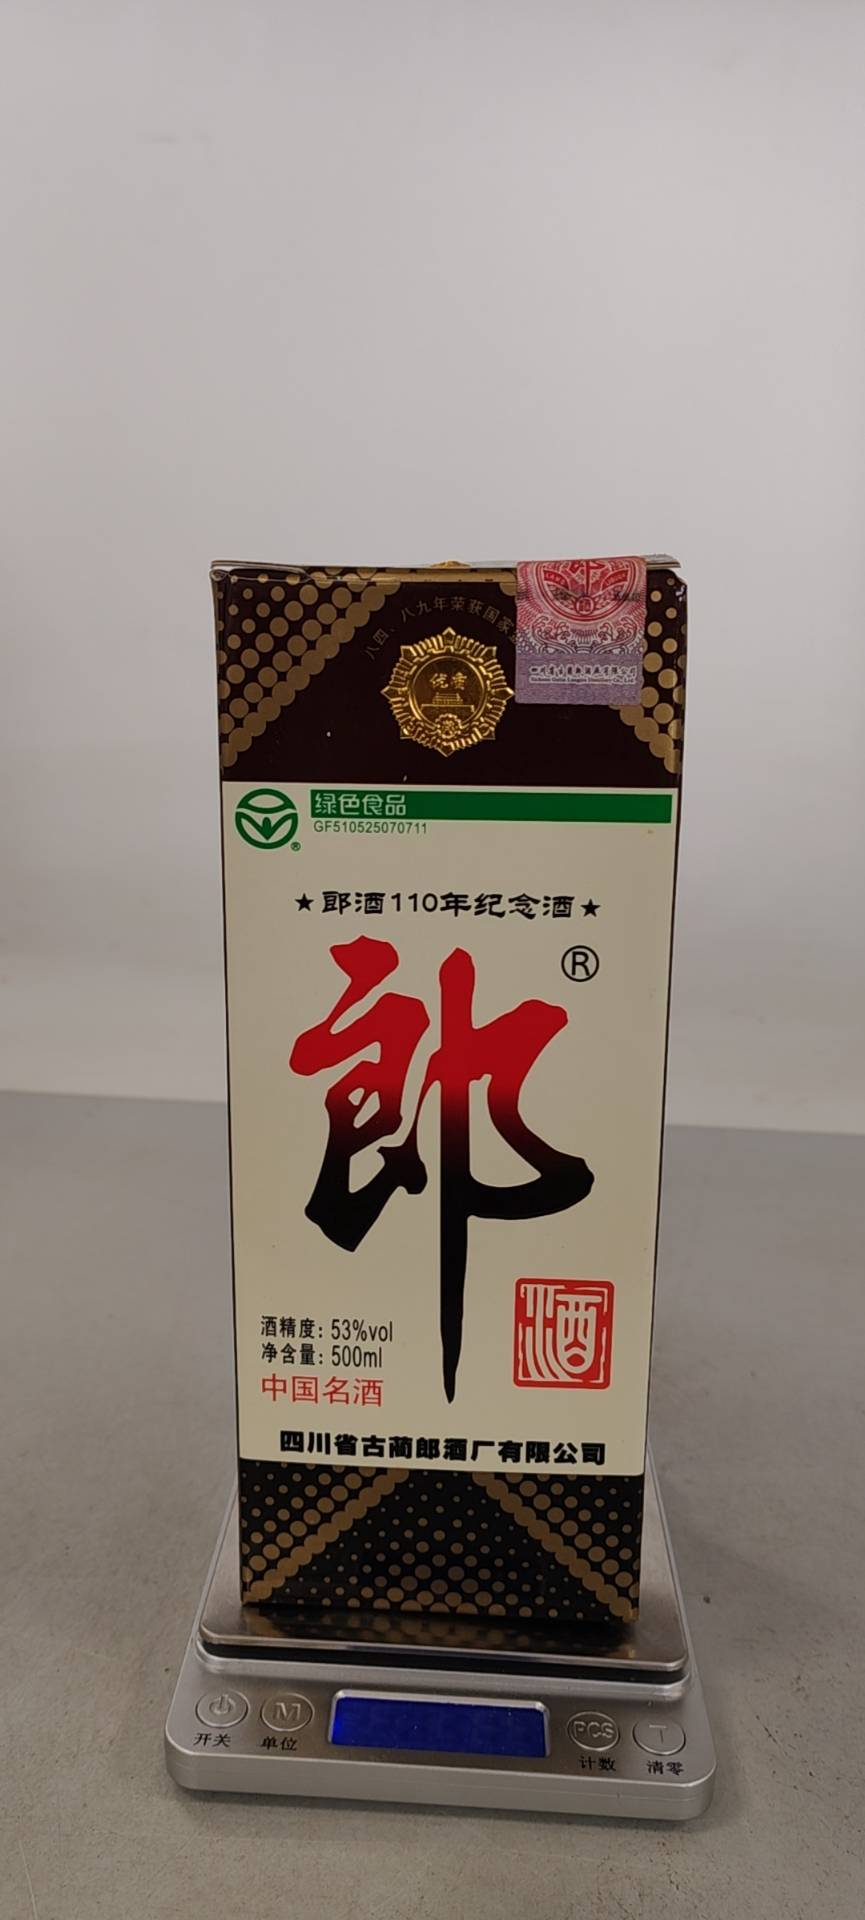 八四、八九年荣获国家
优质
绿色食品
GF510525070711
®
★郎酒110年纪念酒★
®
郎
酒
酒精度：53%vol
净含量：500ml
中国名酒
四川省古蔺郎酒厂有限公司
M
PCS
T
开关
单位
计数
清零